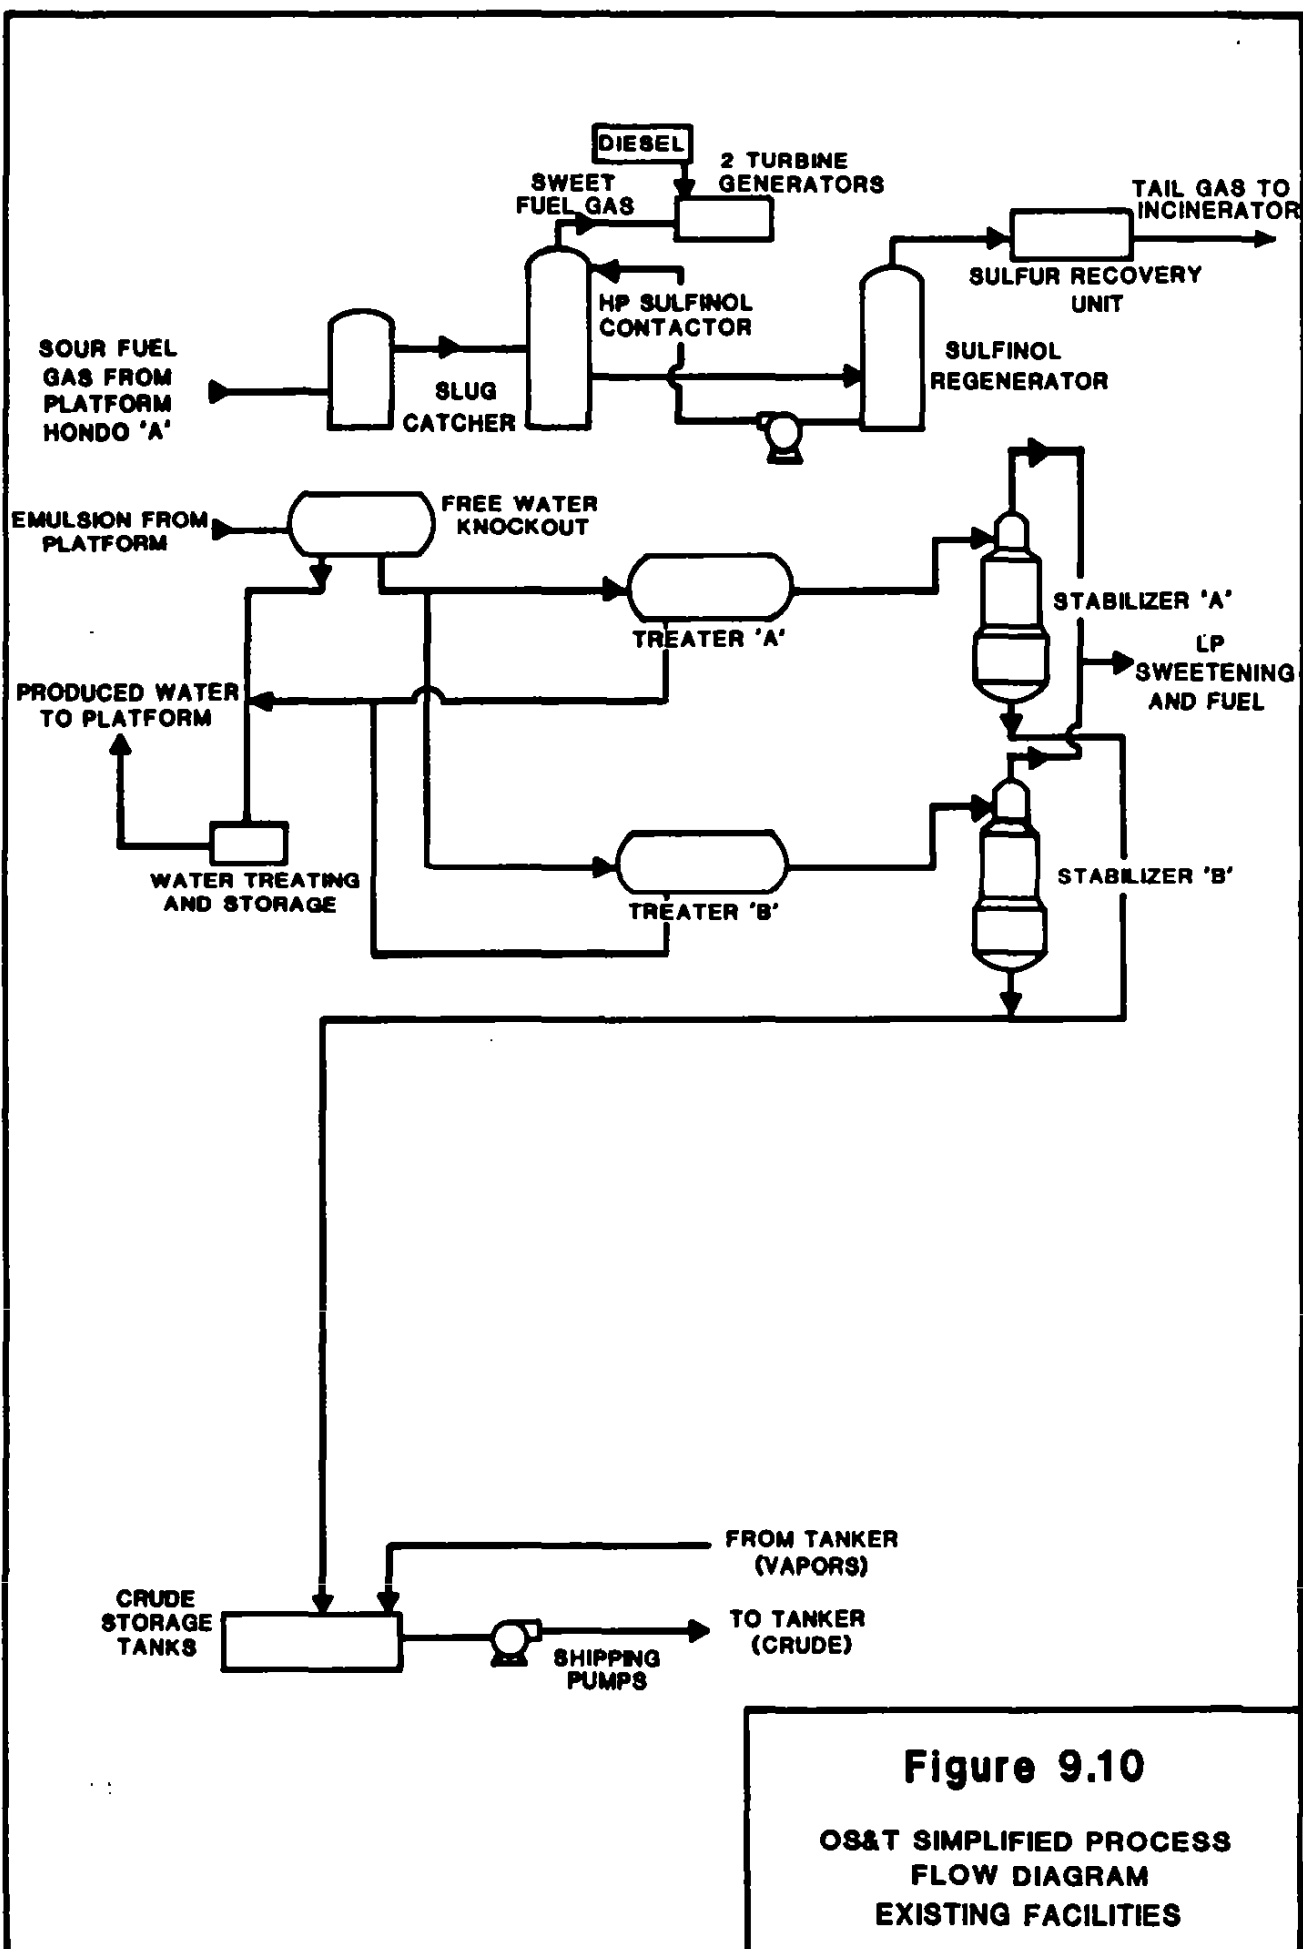 DIESEL
2 TURBINE
GENERATORS
SWEET
FUEL GAS
TAIL GAS TO
INCINERATOR
SULFUR RECOVERY
UNIT
HP SULFINOL
CONTACTOR
SOUR FUEL
GAS FROM
PLATFORM
HONDO 'A'
SLUG
CATCHER
SULFINOL
REGENERATOR
EMULSION FROM
PLATFORM
FREE WATER
KNOCKOUT
TREATER 'A'
STABILIZER 'A'
LP
SWEETENING
AND FUEL
PRODUCED WATER
TO PLATFORM
WATER TREATING
AND STORAGE
TREATER 'B'
STABILIZER 'B'
FROM TANKER
(VAPORS)
CRUDE
STORAGE
TANKS
TO TANKER
(CRUDE)
SHIPPING
PUMPS
Figure 9.10
OS&T SIMPLIFIED PROCESS
FLOW DIAGRAM
EXISTING FACILITIES